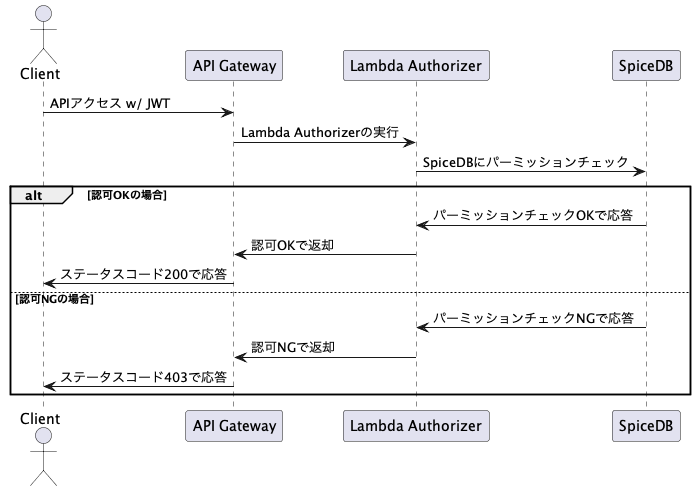 Client
API Gateway
Lambda Authorizer
SpiceDB
APIアクセス w/ JWT
Lambda Authorizerの実行
SpiceDBにパーミッションチェック
alt
[認可OKの場合]
パーミッションチェックOKで応答
認可OKで返却
ステータスコード200で応答
[認可NGの場合]
パーミッションチェックNGで応答
認可NGで返却
ステータスコード403で応答
Client
API Gateway
Lambda Authorizer
SpiceDB